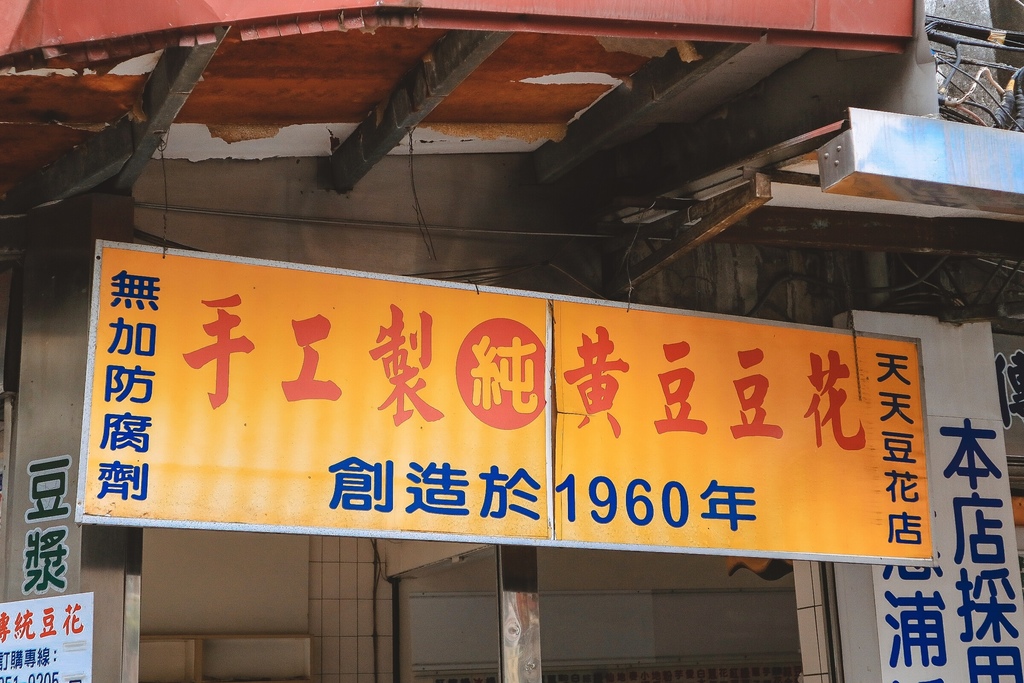 無加防腐劑
手工製純黃豆豆花
創造於1960年
天天豆花店
豆漿
傳統豆花
訂購專線:
本店採用